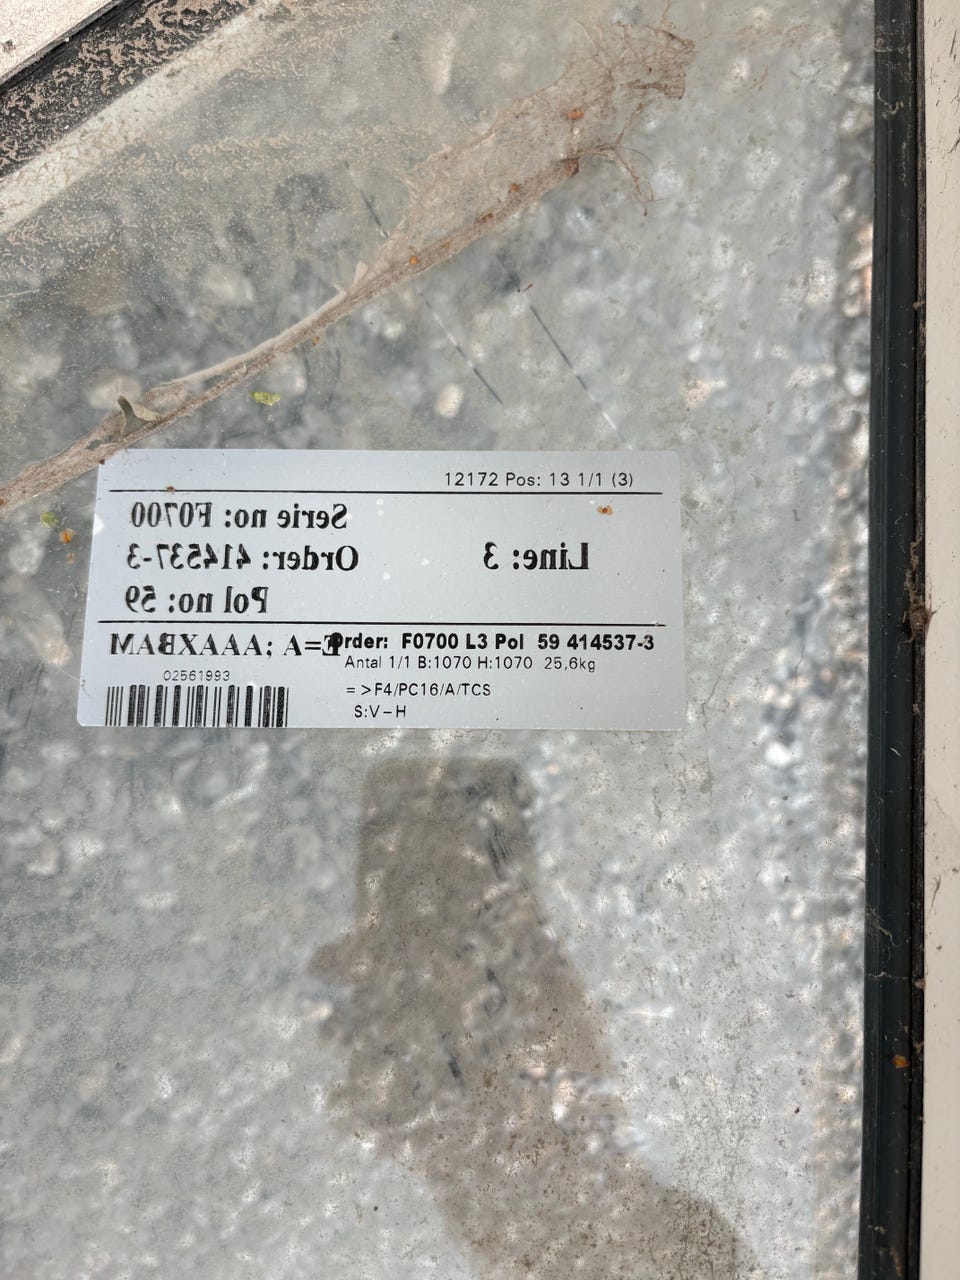 12172 Pos: 13 1/1 (3)
Serie no: F0700
Order: 414537-3 Line: 3
Pol no: 59
Order: F0700 L3 Pol 59 414537-3
Antal 1/1 B:1070 H:1070 25,6kg
02561993
=>F4/PC16/A/TCS
S:V-H